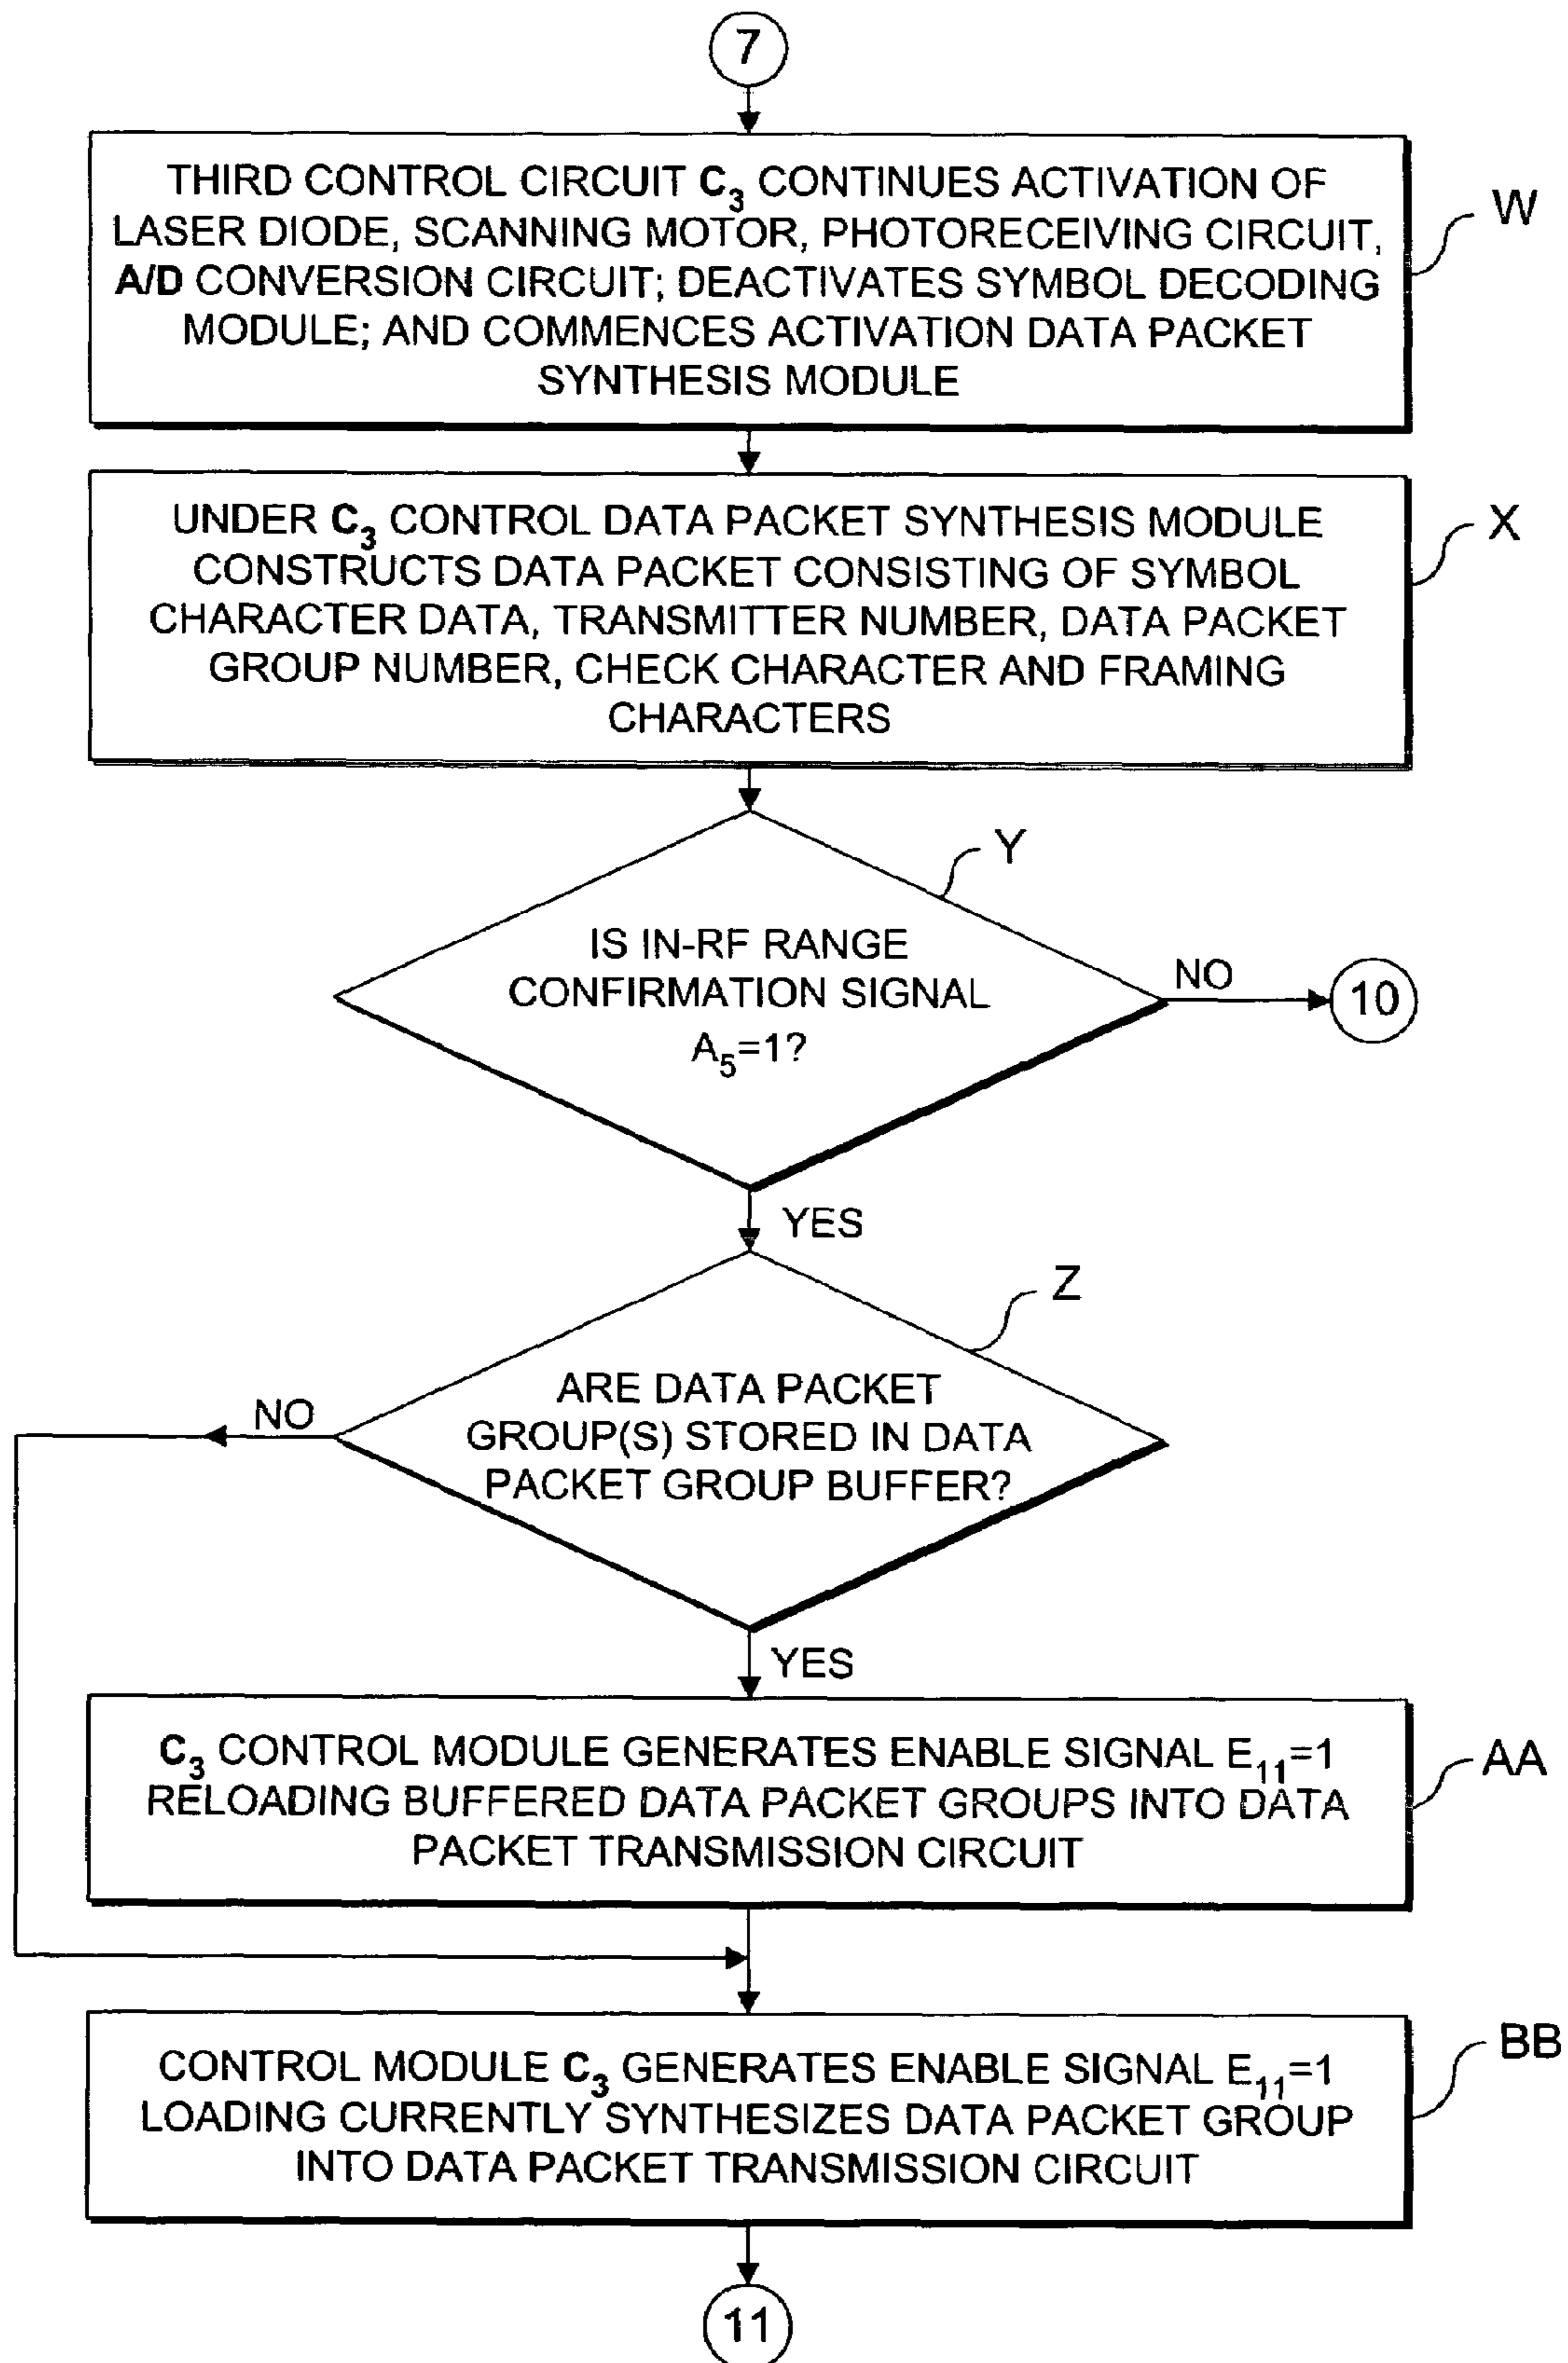 7
THIRD CONTROL CIRCUIT C₃ CONTINUES ACTIVATION OF
LASER DIODE, SCANNING MOTOR, PHOTORECEIVING CIRCUIT,
A/D CONVERSION CIRCUIT; DEACTIVATES SYMBOL DECODING
MODULE; AND COMMENCES ACTIVATION DATA PACKET
SYNTHESIS MODULE
W
UNDER C₃ CONTROL DATA PACKET SYNTHESIS MODULE
CONSTRUCTS DATA PACKET CONSISTING OF SYMBOL
CHARACTER DATA, TRANSMITTER NUMBER, DATA PACKET
GROUP NUMBER, CHECK CHARACTER AND FRAMING
CHARACTERS
X
Y
IS IN-RF RANGE
CONFIRMATION SIGNAL
A₅=1?
NO
10
YES
Z
ARE DATA PACKET
GROUP(S) STORED IN DATA
PACKET GROUP BUFFER?
NO
YES
C₃ CONTROL MODULE GENERATES ENABLE SIGNAL E₁₁=1
RELOADING BUFFERED DATA PACKET GROUPS INTO DATA
PACKET TRANSMISSION CIRCUIT
AA
CONTROL MODULE C₃ GENERATES ENABLE SIGNAL E₁₁=1
LOADING CURRENTLY SYNTHESIZES DATA PACKET GROUP
INTO DATA PACKET TRANSMISSION CIRCUIT
BB
11